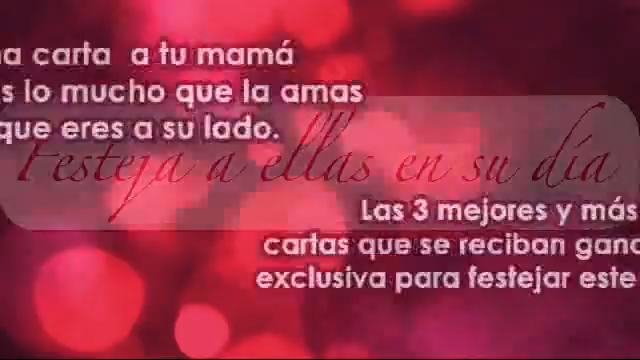 a carta a tu mamá
s lo mucho que la amas
que eres a su lado.
Festeja a ellas en su día
Las 3 mejores y más
cartas que se reciban gana
exclusiva para festejar este